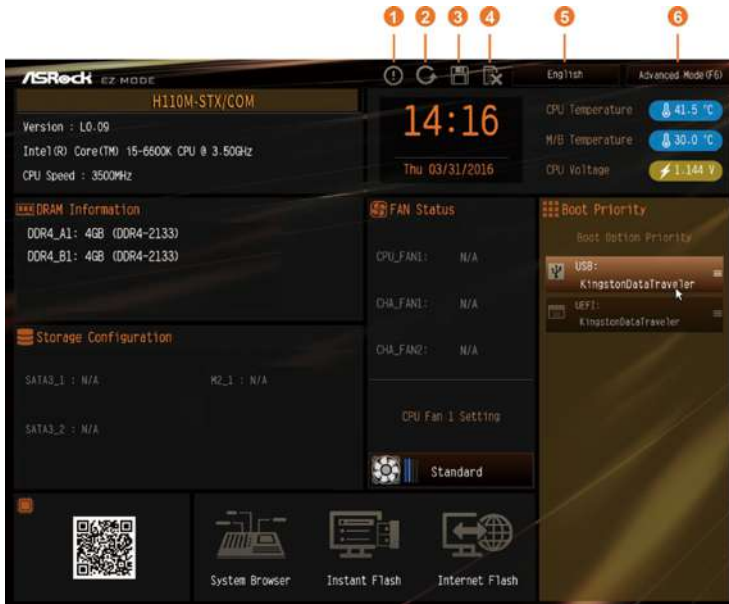 1 2 3 4 5 6
ASRock EZ MODE
English
Advanced Mode(F6)
H110M-STX/COM
Version : L0.09
Intel(R) Core(TM) i5-6600K CPU @ 3.50GHz
CPU Speed : 3500MHz
14:16
Thu 03/31/2016
CPU Temperature 41.5 °C
M/B Temperature 30.0 °C
CPU Voltage 1.144 V
DRAM Information
DDR4_A1: 4GB (DDR4-2133)
DDR4_B1: 4GB (DDR4-2133)
Storage Configuration
SATA3_1 : N/A
M2_1 : N/A
SATA3_2 : N/A
FAN Status
CPU_FAN1: N/A
CHA_FAN1: N/A
CHA_FAN2: N/A
CPU Fan 1 Setting
Standard
Boot Priority
Boot Option Priority
USB:
KingstonDataTraveler
UEFI:
KingstonDataTraveler
System Browser
Instant Flash
Internet Flash